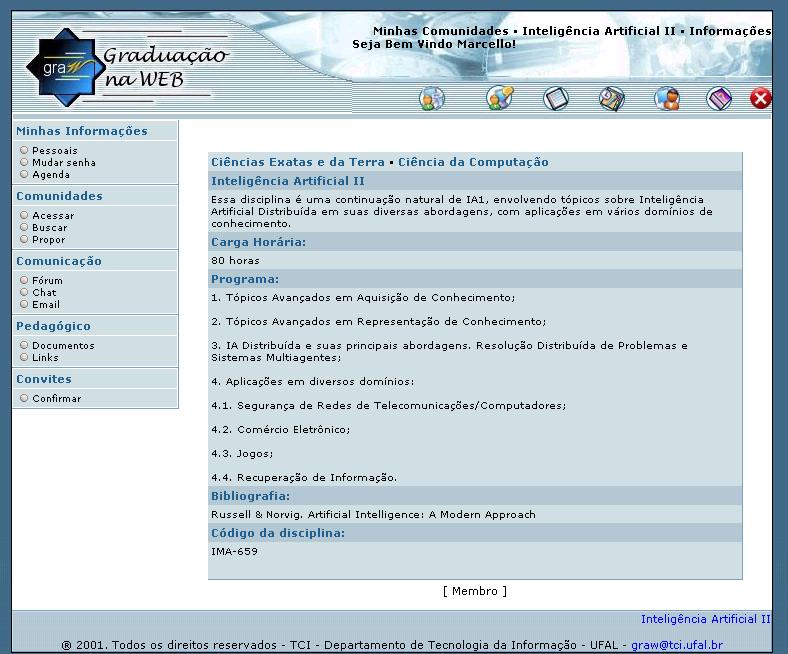 Minhas Comunidades • Inteligência Artificial II • Informações
Seja Bem Vindo Marcello!
graW
Graduação
na WEB
Minhas Informações
Pessoais
Mudar senha
Agenda
Comunidades
Acessar
Buscar
Propor
Comunicação
Fórum
Chat
Email
Pedagógico
Documentos
Links
Convites
Confirmar
Ciências Exatas e da Terra • Ciência da Computação
Inteligência Artificial II
Essa disciplina é uma continuação natural de IA1, envolvendo tópicos sobre Inteligência
Artificial Distribuída em suas diversas abordagens, com aplicações em vários domínios de
conhecimento.
Carga Horária:
80 horas
Programa:
1. Tópicos Avançados em Aquisição de Conhecimento;
2. Tópicos Avançados em Representação de Conhecimento;
3. IA Distribuída e suas principais abordagens. Resolução Distribuída de Problemas e
Sistemas Multiagentes;
4. Aplicações em diversos domínios:
4.1. Segurança de Redes de Telecomunicações/Computadores;
4.2. Comércio Eletrônico;
4.3. Jogos;
4.4. Recuperação de Informação.
Bibliografia:
Russell & Norvig. Artificial Intelligence: A Modern Approach
Código da disciplina:
IMA-659
[ Membro ]
Inteligência Artificial II
® 2001. Todos os direitos reservados - TCI - Departamento de Tecnologia da Informação - UFAL - graw@tci.ufal.br